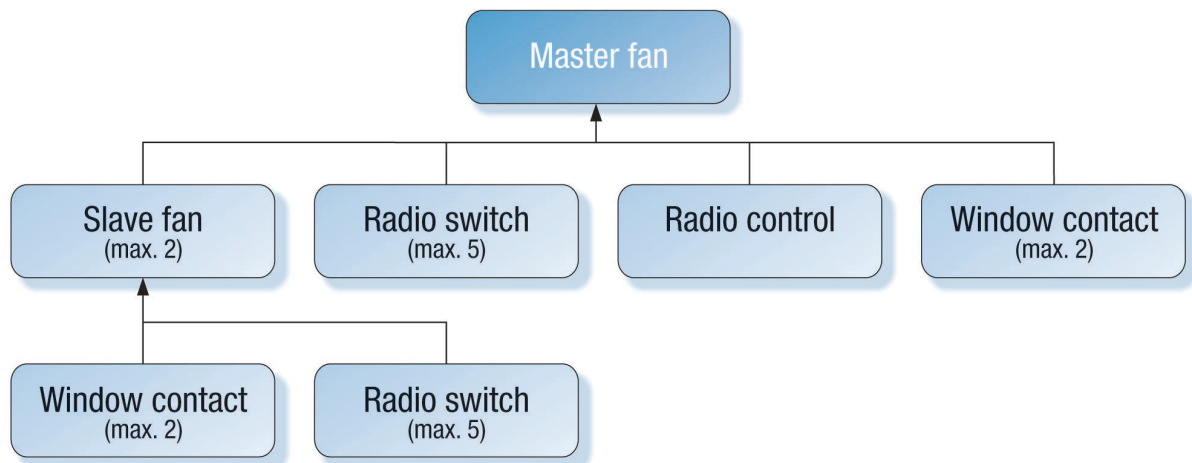 Master fan
Slave fan
(max. 2)
Radio switch
(max. 5)
Radio control
Window contact
(max. 2)
Window contact
(max. 2)
Radio switch
(max. 5)